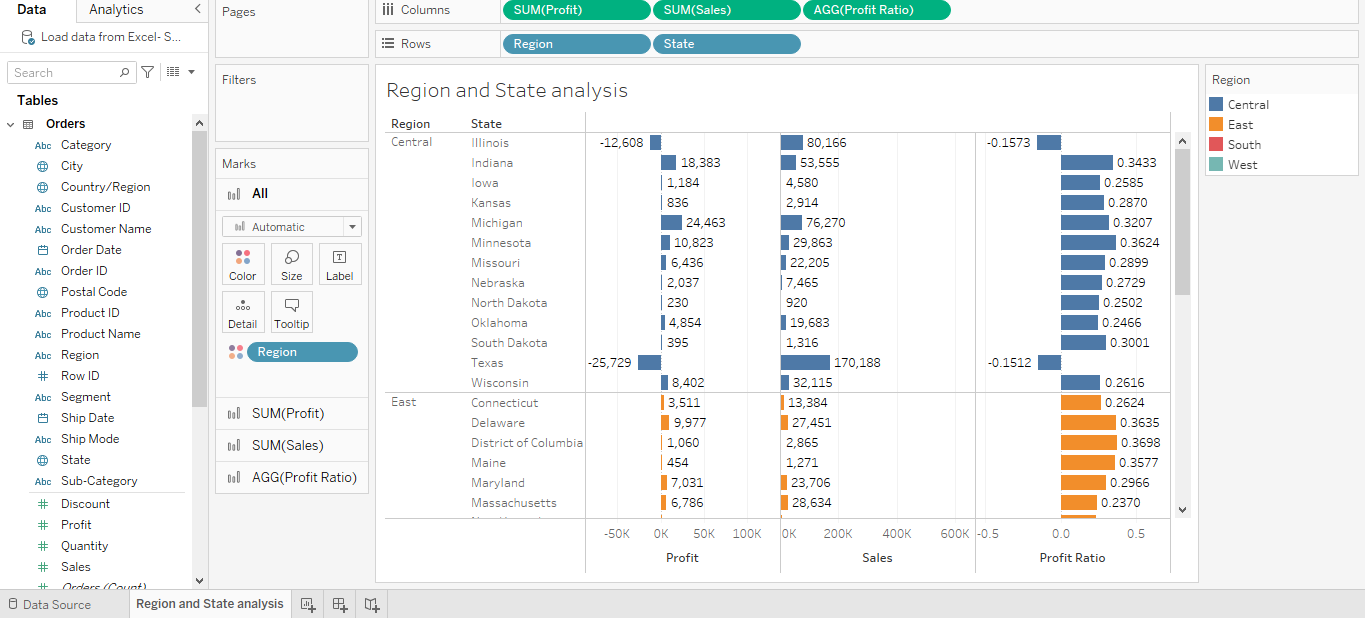 Data
Analytics
Load data from Excel- S...
Search
Tables
Orders
Abc Category
City
Country/Region
Abc Customer ID
Abc Customer Name
Order Date
Abc Order ID
Postal Code
Abc Product ID
Abc Product Name
Abc Region
# Row ID
Abc Segment
Ship Date
Abc Ship Mode
State
Abc Sub-Category
# Discount
# Profit
# Quantity
# Sales
# Orders (Count)
Pages
Filters
Marks
All
Automatic
Color Size Label
Detail Tooltip
Region
SUM(Profit)
SUM(Sales)
AGG(Profit Ratio)
Columns SUM(Profit) SUM(Sales) AGG(Profit Ratio)
Rows Region State
Region and State analysis
Region State
Central Illinois -12,608 80,166 -0.1573
Indiana 18,383 53,555 0.3433
Iowa 1,184 4,580 0.2585
Kansas 836 2,914 0.2870
Michigan 24,463 76,270 0.3207
Minnesota 10,823 29,863 0.3624
Missouri 6,436 22,205 0.2899
Nebraska 2,037 7,465 0.2729
North Dakota 230 920 0.2502
Oklahoma 4,854 19,683 0.2466
South Dakota 395 1,316 0.3001
Texas -25,729 170,188 -0.1512
Wisconsin 8,402 32,115 0.2616
East Connecticut 3,511 13,384 0.2624
Delaware 9,977 27,451 0.3635
District of Columbia 1,060 2,865 0.3698
Maine 454 1,271 0.3577
Maryland 7,031 23,706 0.2966
Massachusetts 6,786 28,634 0.2370
-50K 0K 50K 100K 0K 200K 400K 600K -0.5 0.0 0.5
Profit Sales Profit Ratio
Region
Central
East
South
West
Data Source
Region and State analysis